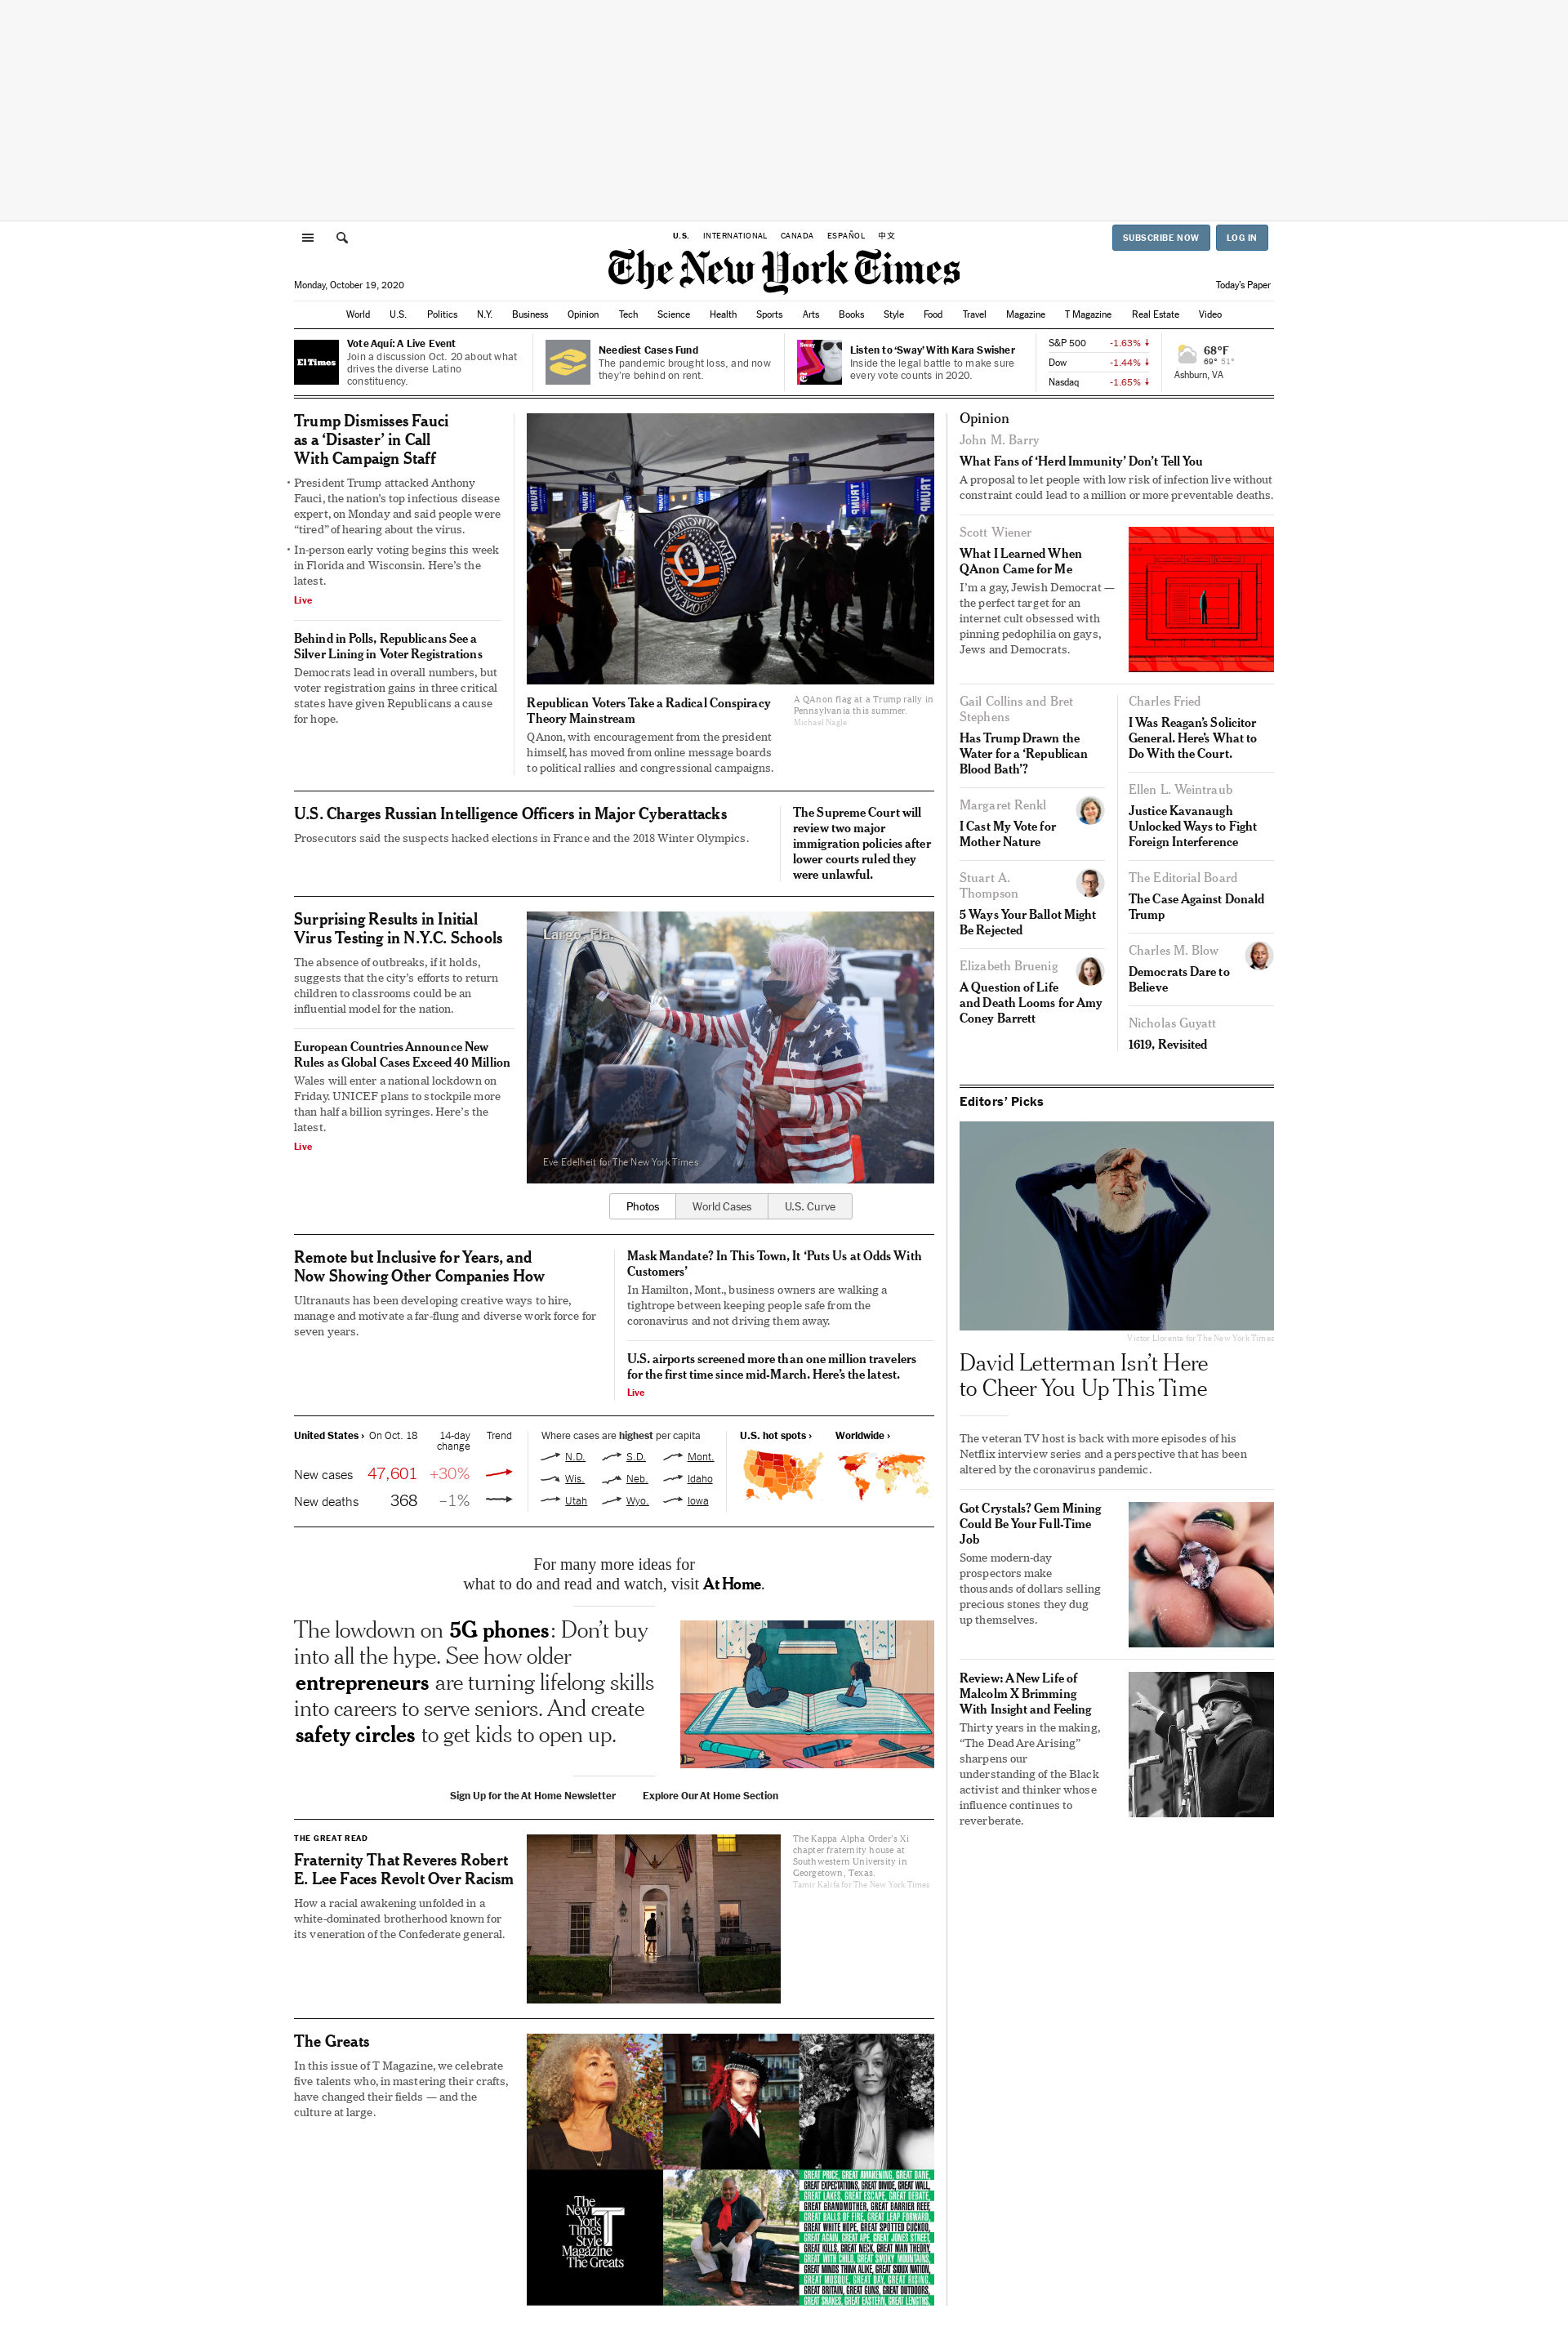 U.S. INTERNATIONAL CANADA ESPAÑOL 中文
SUBSCRIBE NOW LOG IN
The New York Times
Monday, October 19, 2020
Today's Paper
World U.S. Politics N.Y. Business Opinion Tech Science Health Sports Arts Books Style Food Travel Magazine T Magazine Real Estate Video
El Times
Vote Aquí: A Live Event
Join a discussion Oct. 20 about what
drives the diverse Latino
constituency.
Neediest Cases Fund
The pandemic brought loss, and now
they're behind on rent.
Sway
Listen to ‘Sway’ With Kara Swisher
Inside the legal battle to make sure
every vote counts in 2020.
S&P 500 -1.63%
Dow -1.44%
Nasdaq -1.65%
68°F
69° 51°
Ashburn, VA
Trump Dismisses Fauci
as a ‘Disaster’ in Call
With Campaign Staff
• President Trump attacked Anthony
Fauci, the nation's top infectious disease
expert, on Monday and said people were
“tired” of hearing about the virus.
• In-person early voting begins this week
in Florida and Wisconsin. Here's the
latest.
Live
Behind in Polls, Republicans See a
Silver Lining in Voter Registrations
Democrats lead in overall numbers, but
voter registration gains in three critical
states have given Republicans a cause
for hope.
Republican Voters Take a Radical Conspiracy
Theory Mainstream
QAnon, with encouragement from the president
himself, has moved from online message boards
to political rallies and congressional campaigns.
A QAnon flag at a Trump rally in
Pennsylvania this summer.
Michael Nagle
U.S. Charges Russian Intelligence Officers in Major Cyberattacks
Prosecutors said the suspects hacked elections in France and the 2018 Winter Olympics.
The Supreme Court will
review two major
immigration policies after
lower courts ruled they
were unlawful.
Surprising Results in Initial
Virus Testing in N.Y.C. Schools
The absence of outbreaks, if it holds,
suggests that the city's efforts to return
children to classrooms could be an
influential model for the nation.
European Countries Announce New
Rules as Global Cases Exceed 40 Million
Wales will enter a national lockdown on
Friday. UNICEF plans to stockpile more
than half a billion syringes. Here's the
latest.
Live
Largo, Fla.
Eve Edelheit for The New York Times
Photos World Cases U.S. Curve
Remote but Inclusive for Years, and
Now Showing Other Companies How
Ultranauts has been developing creative ways to hire,
manage and motivate a far-flung and diverse work force for
seven years.
Mask Mandate? In This Town, It ‘Puts Us at Odds With
Customers’
In Hamilton, Mont., business owners are walking a
tightrope between keeping people safe from the
coronavirus and not driving them away.
U.S. airports screened more than one million travelers
for the first time since mid-March. Here's the latest.
Live
United States › On Oct. 18 14-day
change Trend
New cases 47,601 +30%
New deaths 368 –1%
Where cases are highest per capita
N.D. S.D. Mont.
Wis. Neb. Idaho
Utah Wyo. Iowa
U.S. hot spots › Worldwide ›
For many more ideas for
what to do and read and watch, visit At Home.
The lowdown on 5G phones: Don't buy
into all the hype. See how older
entrepreneurs are turning lifelong skills
into careers to serve seniors. And create
safety circles to get kids to open up.
Sign Up for the At Home Newsletter Explore Our At Home Section
THE GREAT READ
Fraternity That Reveres Robert
E. Lee Faces Revolt Over Racism
How a racial awakening unfolded in a
white-dominated brotherhood known for
its veneration of the Confederate general.
The Kappa Alpha Order's Xi
chapter fraternity house at
Southwestern University in
Georgetown, Texas.
Tamir Kalifa for The New York Times
The Greats
In this issue of T Magazine, we celebrate
five talents who, in mastering their crafts,
have changed their fields — and the
culture at large.
The
New
York
Times
Style
Magazine
The Greats
GREAT PRICE, GREAT AWAKENING, GREAT DANE,
GREAT EXPECTATIONS, GREAT DIVIDE, GREAT WALL,
GREAT LAKES, GREAT ESCAPE, GREAT DEBATE,
GREAT GRANDMOTHER, GREAT BARRIER REEF,
GREAT BALLS OF FIRE, GREAT LEAP FORWARD,
GREAT WHITE HOPE, GREAT SPOTTED CUCKOO,
GREAT AGAIN, GREAT APE, GREAT JONES STREET,
GREAT KILLS, GREAT NECK, GREAT MAN THEORY,
GREAT WITH CHILD, GREAT SMOKY MOUNTAINS,
GREAT MINDS THINK ALIKE, GREAT SIOUX NATION,
GREAT MOSQUE, GREAT DAY, GREAT RISING,
GREAT BRITAIN, GREAT GUNS, GREAT OUTDOORS,
GREAT SNAKES, GREAT EASTERN, GREAT LENGTHS,
Opinion
John M. Barry
What Fans of ‘Herd Immunity’ Don't Tell You
A proposal to let people with low risk of infection live without
constraint could lead to a million or more preventable deaths.
Scott Wiener
What I Learned When
QAnon Came for Me
I'm a gay, Jewish Democrat —
the perfect target for an
internet cult obsessed with
pinning pedophilia on gays,
Jews and Democrats.
Gail Collins and Bret
Stephens
Has Trump Drawn the
Water for a ‘Republican
Blood Bath’?
Margaret Renkl
I Cast My Vote for
Mother Nature
Stuart A.
Thompson
5 Ways Your Ballot Might
Be Rejected
Elizabeth Bruenig
A Question of Life
and Death Looms for Amy
Coney Barrett
Charles Fried
I Was Reagan's Solicitor
General. Here's What to
Do With the Court.
Ellen L. Weintraub
Justice Kavanaugh
Unlocked Ways to Fight
Foreign Interference
The Editorial Board
The Case Against Donald
Trump
Charles M. Blow
Democrats Dare to
Believe
Nicholas Guyatt
1619, Revisited
Editors' Picks
Victor Llorente for The New York Times
David Letterman Isn't Here
to Cheer You Up This Time
The veteran TV host is back with more episodes of his
Netflix interview series and a perspective that has been
altered by the coronavirus pandemic.
Got Crystals? Gem Mining
Could Be Your Full-Time
Job
Some modern-day
prospectors make
thousands of dollars selling
precious stones they dug
up themselves.
Review: A New Life of
Malcolm X Brimming
With Insight and Feeling
Thirty years in the making,
“The Dead Are Arising”
sharpens our
understanding of the Black
activist and thinker whose
influence continues to
reverberate.